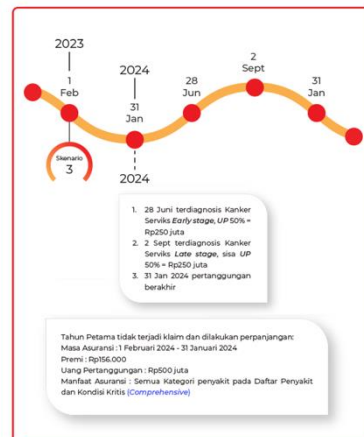 2023
1
Feb
2024
31
Jan
28
Jun
2
Sept
31
Jan
Skenario
3
2024
1. 28 Juni terdiagnosis Kanker
Serviks Early stage, UP 50% =
Rp250 juta
2. 2 Sept terdiagnosis Kanker
Serviks Late stage, sisa UP
50% = Rp250 juta
3. 31 Jan 2024 pertanggungan
berakhir
Tahun Petama tidak terjadi klaim dan dilakukan perpanjangan:
Masa Asuransi : 1 Februari 2024 - 31 Januari 2024
Premi : Rp156.000
Uang Pertanggungan : Rp500 juta
Manfaat Asuransi : Semua Kategori penyakit pada Daftar Penyakit
dan Kondisi Kritis (Comprehensive)